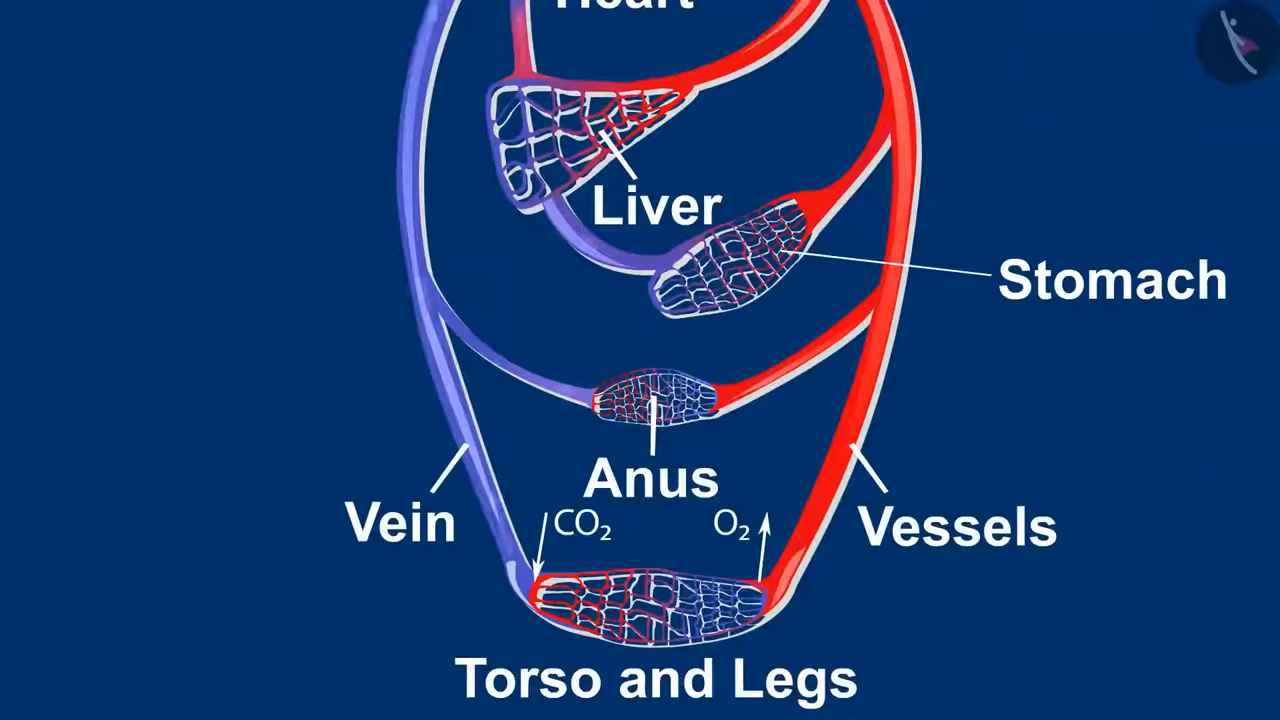 Heart
Liver
Stomach
Anus
Vein
CO₂
O₂
Vessels
Torso and Legs